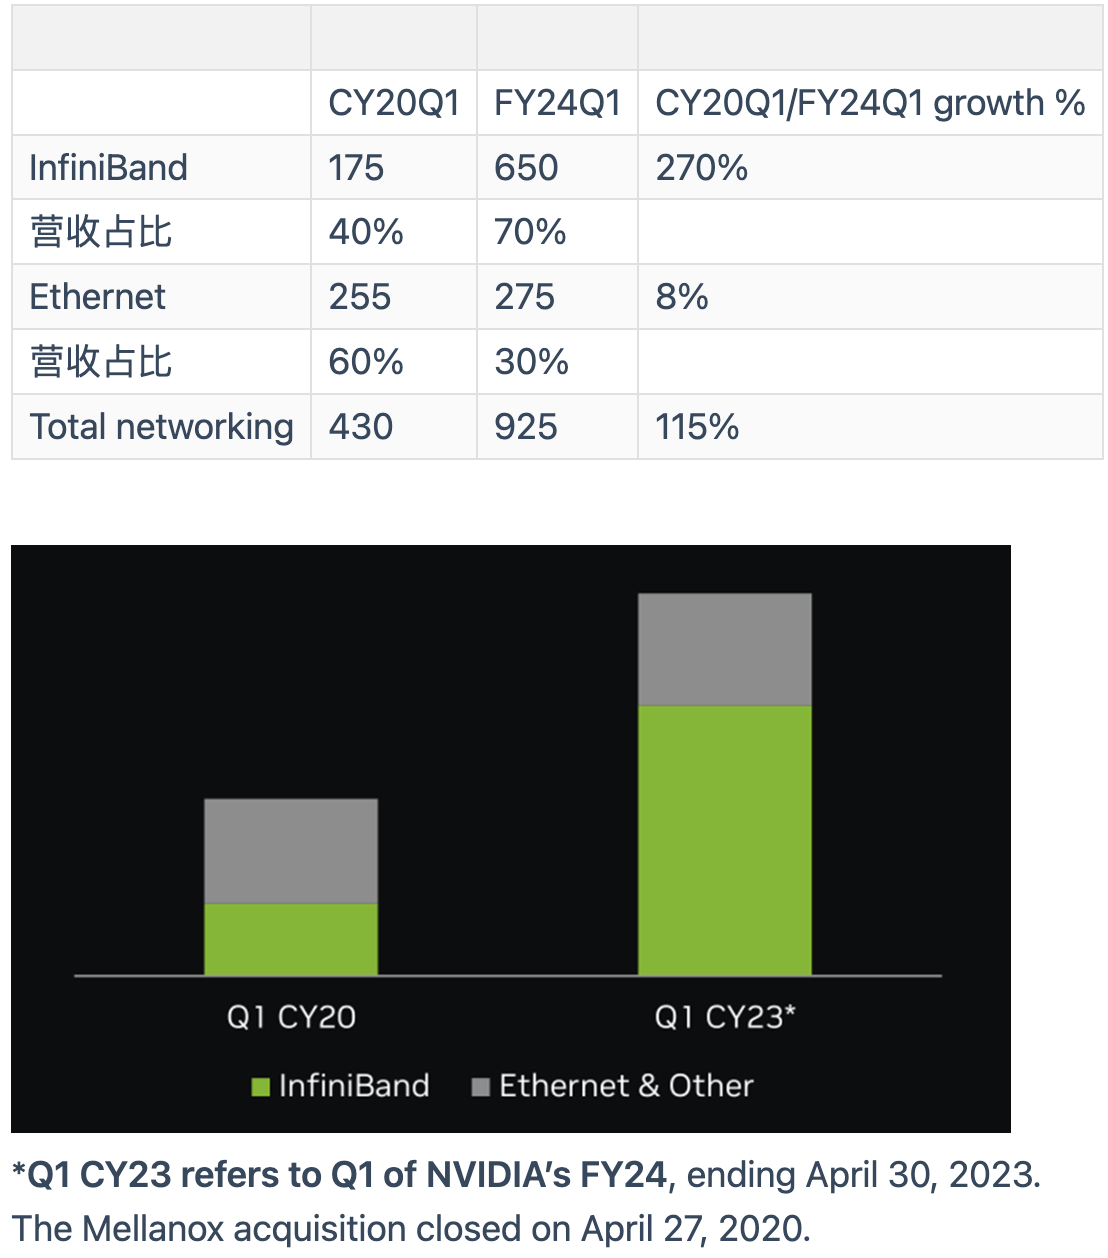 CY20Q1 FY24Q1 CY20Q1/FY24Q1 growth %
InfiniBand 175 650 270%
营收占比 40% 70%
Ethernet 255 275 8%
营收占比 60% 30%
Total networking 430 925 115%
Q1 CY20 Q1 CY23*
InfiniBand Ethernet & Other
*Q1 CY23 refers to Q1 of NVIDIA’s FY24, ending April 30, 2023.
The Mellanox acquisition closed on April 27, 2020.